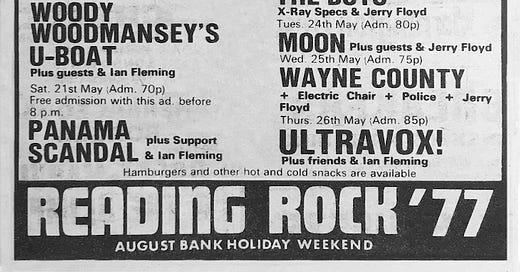 WOODY
WOODMANSEY'S
U-BOAT
Plus guests & Ian Fleming
Sat. 21st May (Adm. 70p)
Free admission with this ad. before
8 p.m.
PANAMA
SCANDAL plus Support
& Ian Fleming
THE BOYS
X-Ray Specs & Jerry Floyd
Tues. 24th May (Adm. 80p)
MOON Plus guests & Jerry Floyd
Wed. 25th May (Adm. 75p)
WAYNE COUNTY
+ Electric Chair + Police + Jerry
Floyd
Thurs. 26th May (Adm. 85p)
ULTRAVOX!
Plus friends & Ian Fleming
Hamburgers and other hot and cold snacks are available
READING ROCK '77
AUGUST BANK HOLIDAY WEEKEND